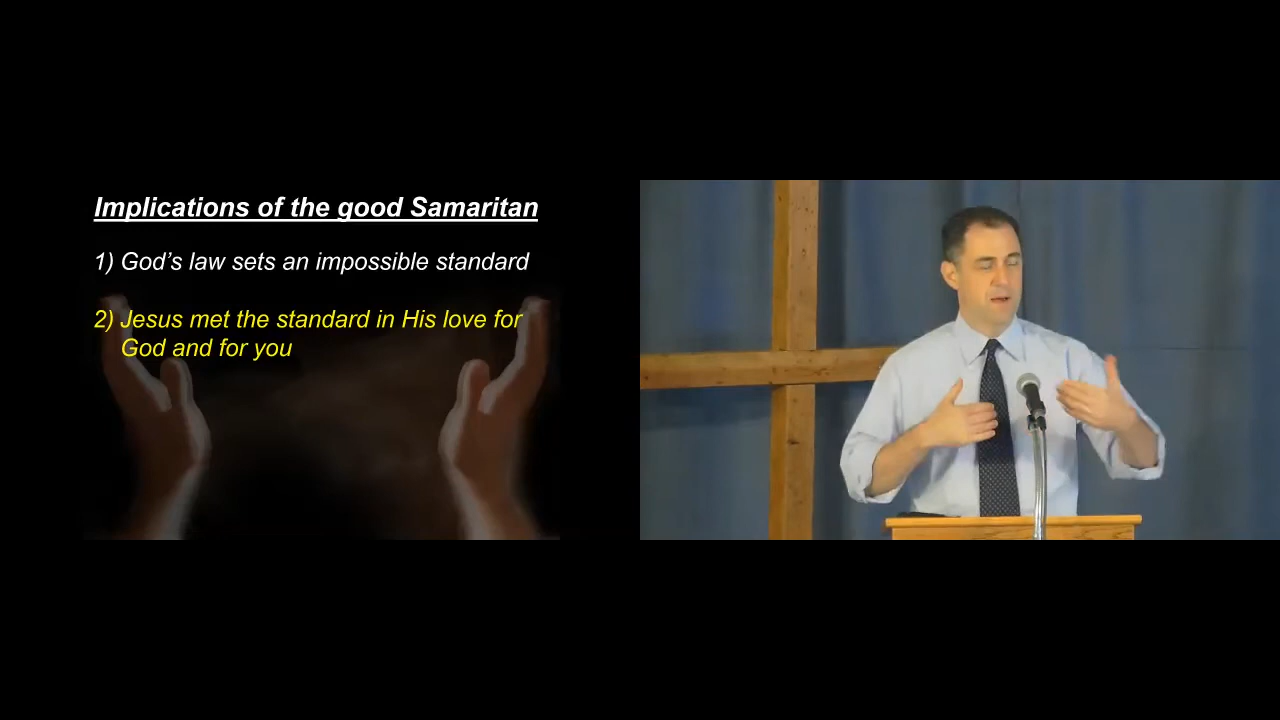 Implications of the good Samaritan
1) God’s law sets an impossible standard
2) Jesus met the standard in His love for
God and for you